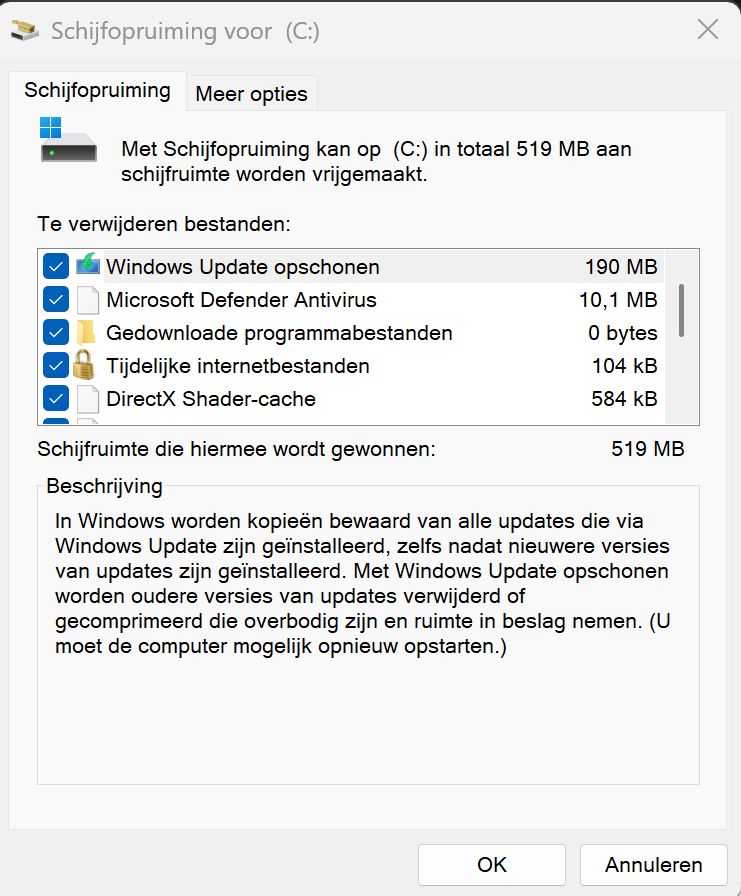 Schijfopruiming voor (C:)
Schijfopruiming
Meer opties
Met Schijfopruiming kan op (C:) in totaal 519 MB aan
schijfruimte worden vrijgemaakt.
Te verwijderen bestanden:
Windows Update opschonen 190 MB
Microsoft Defender Antivirus 10,1 MB
Gedownloade programmabestanden 0 bytes
Tijdelijke internetbestanden 104 kB
DirectX Shader-cache 584 kB
Schijfruimte die hiermee wordt gewonnen: 519 MB
Beschrijving
In Windows worden kopieën bewaard van alle updates die via
Windows Update zijn geïnstalleerd, zelfs nadat nieuwere versies
van updates zijn geïnstalleerd. Met Windows Update opschonen
worden oudere versies van updates verwijderd of
gecomprimeerd die overbodig zijn en ruimte in beslag nemen. (U
moet de computer mogelijk opnieuw opstarten.)
OK
Annuleren